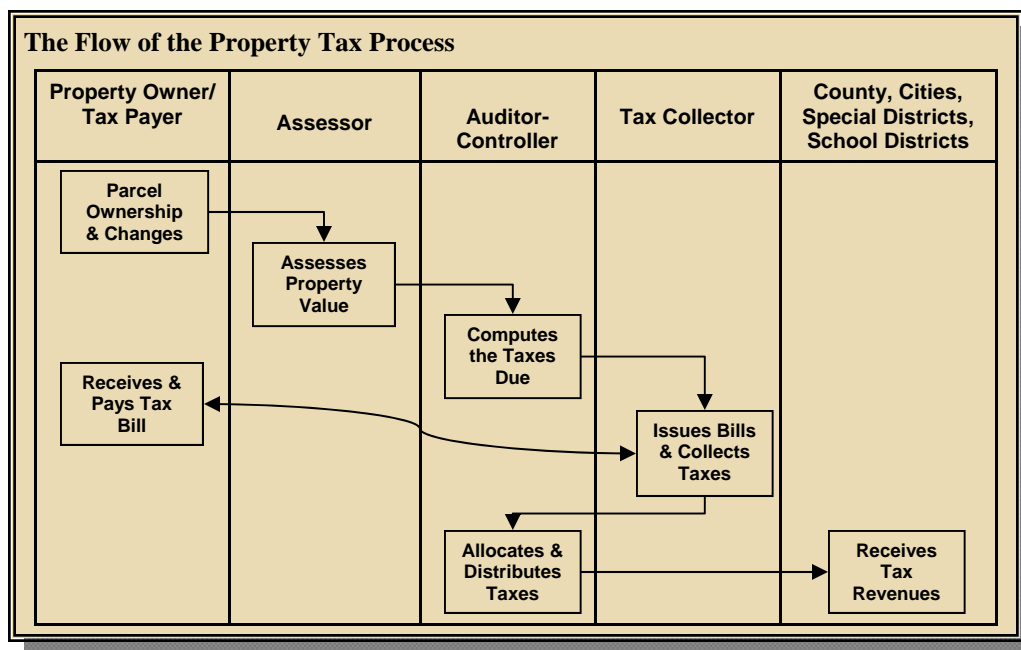 The Flow of the Property Tax Process
Property Owner/
Tax Payer
Assessor
Auditor-
Controller
Tax Collector
County, Cities,
Special Districts,
School Districts
Parcel
Ownership
& Changes
Assesses
Property
Value
Computes
the Taxes
Due
Receives &
Pays Tax
Bill
Issues Bills
& Collects
Taxes
Allocates &
Distributes
Taxes
Receives
Tax
Revenues